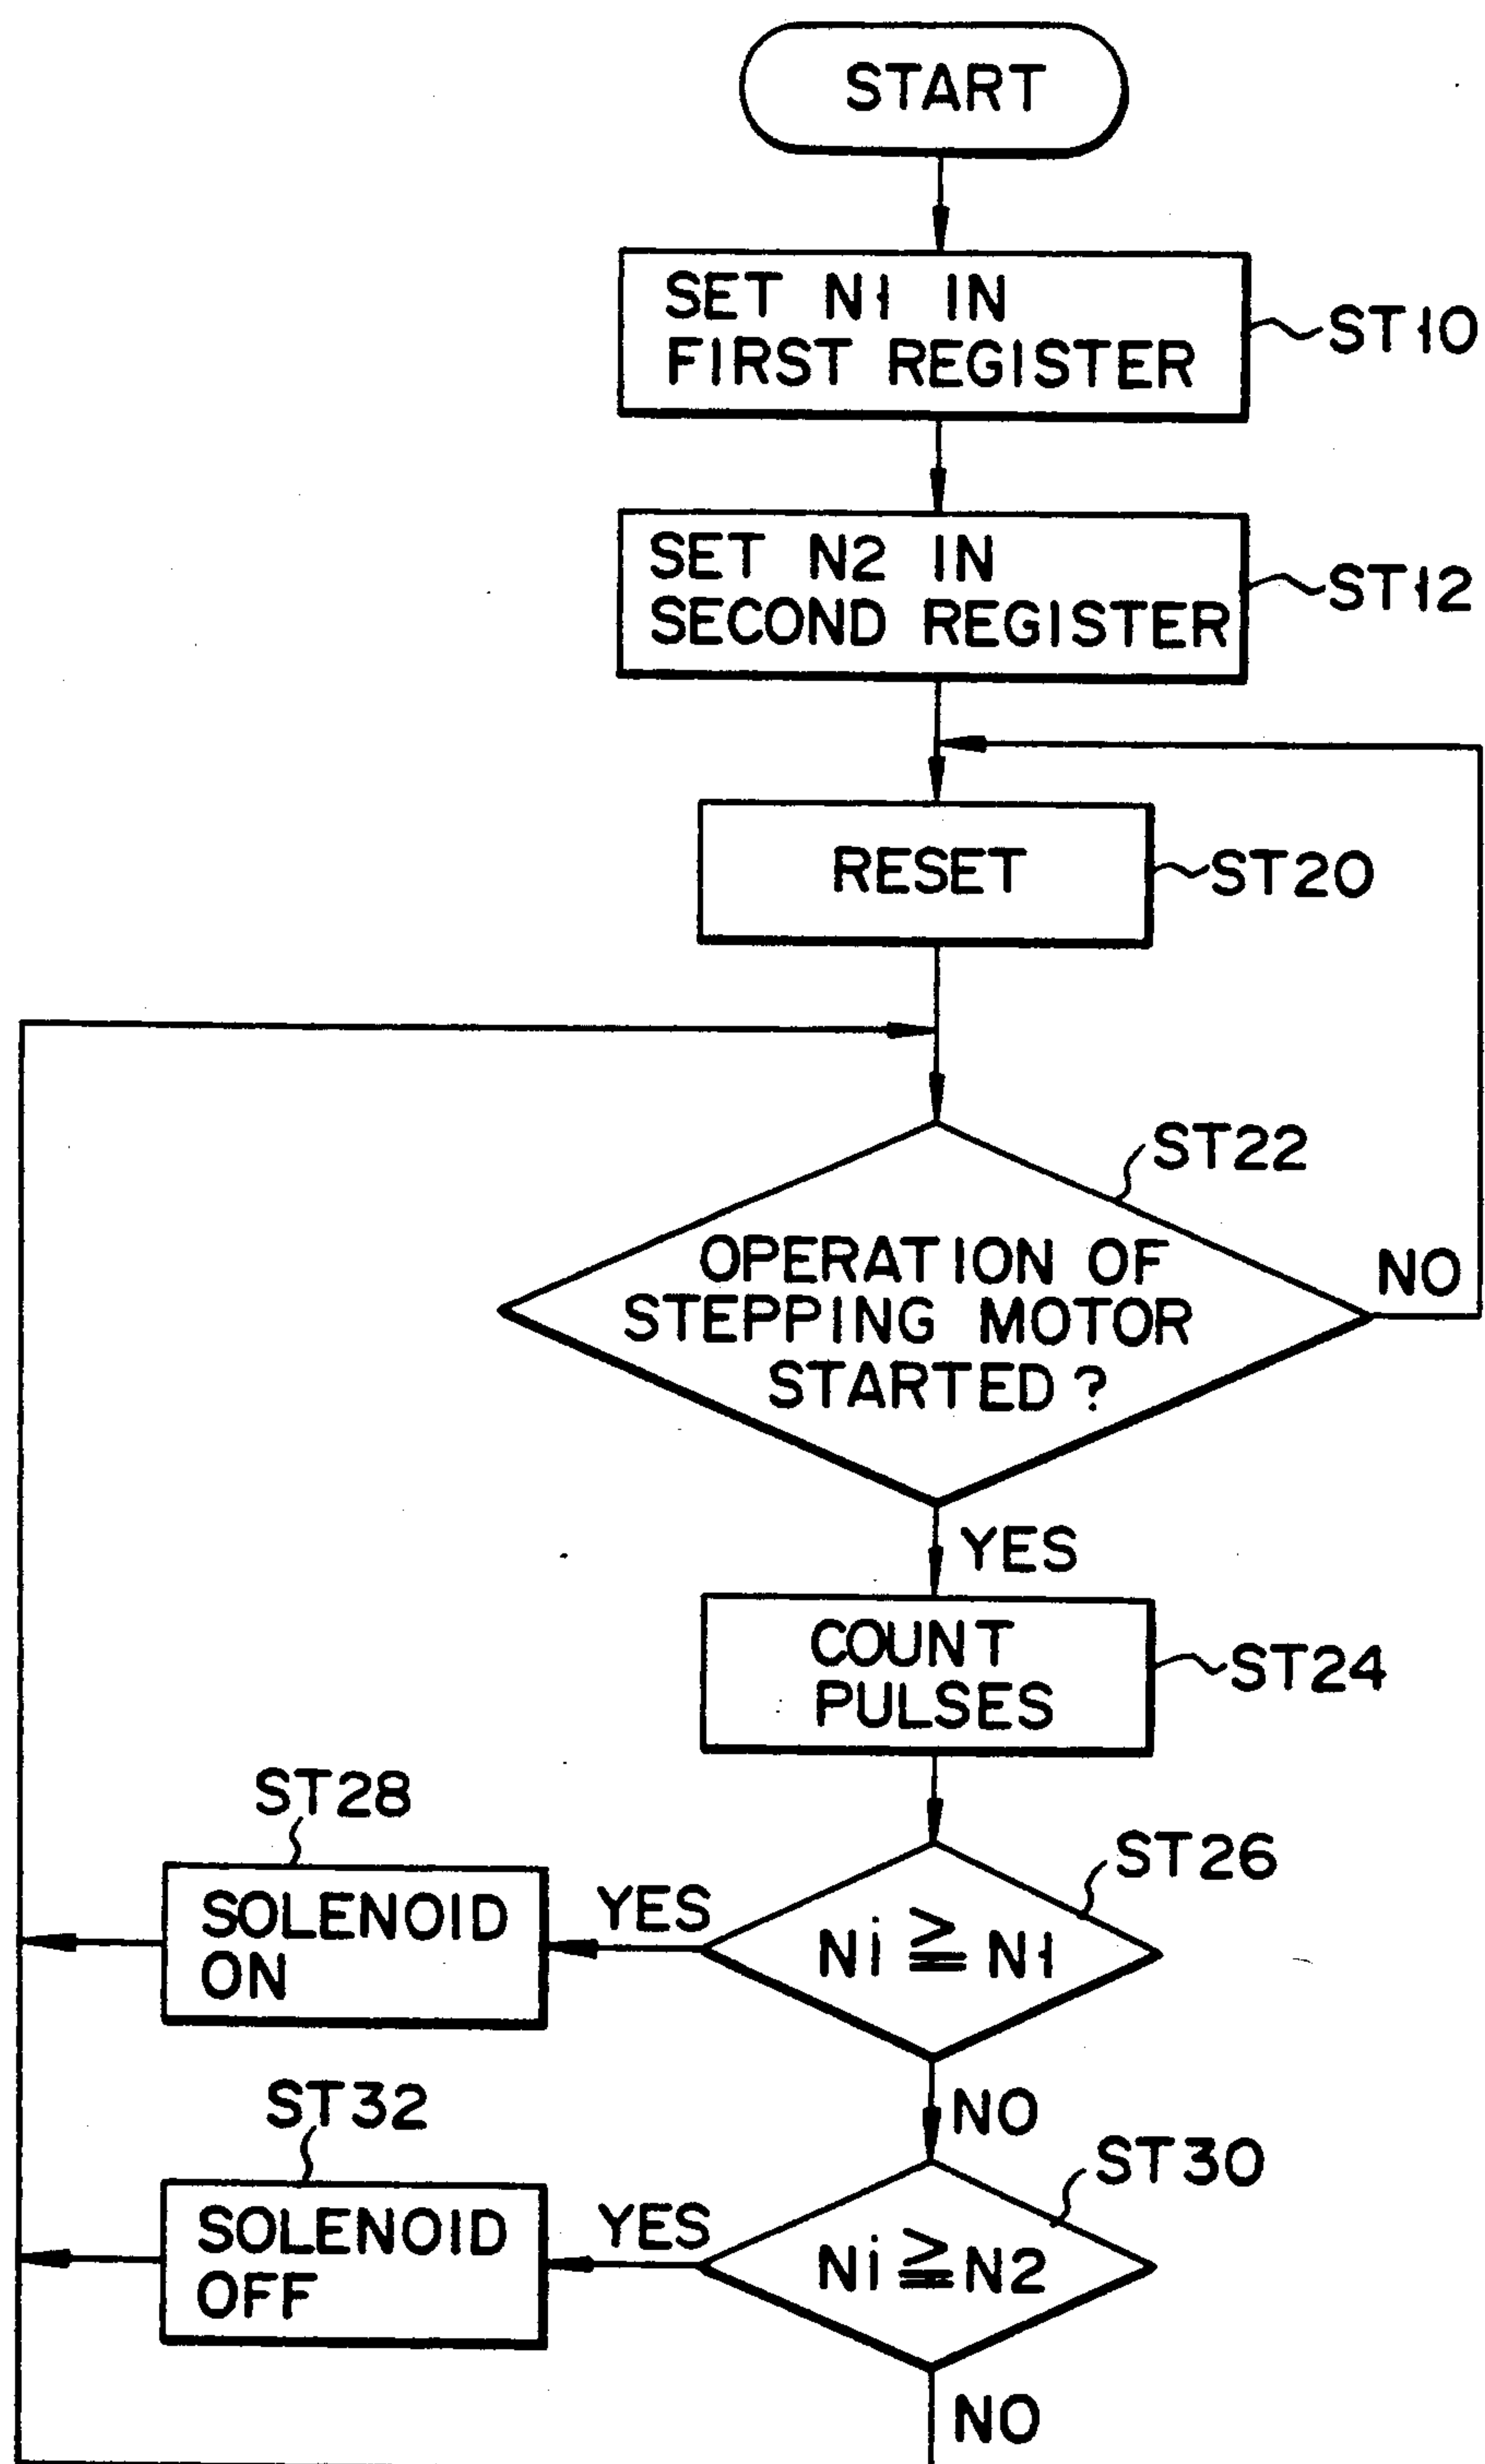 START
SET N1 IN
FIRST REGISTER
ST10
SET N2 IN
SECOND REGISTER
ST12
RESET
ST20
ST22
OPERATION OF
STEPPING MOTOR
STARTED?
NO
YES
COUNT
PULSES
ST24
ST28
SOLENOID
ON
YES
ST26
Ni ≧ N1
NO
ST32
SOLENOID
OFF
YES
ST30
Ni ≧ N2
NO